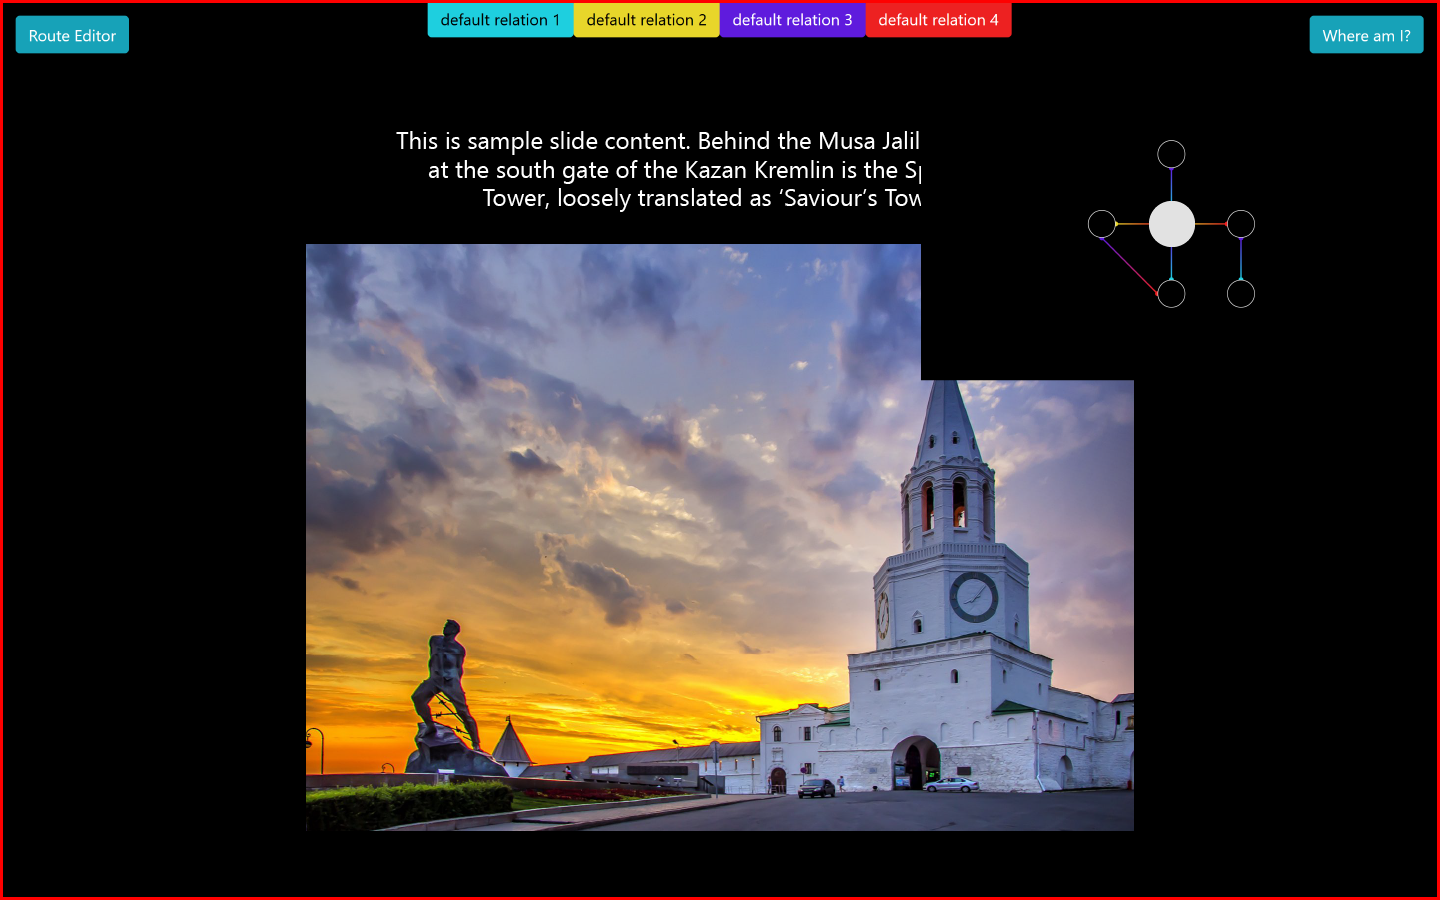 Route Editor
default relation 1
default relation 2
default relation 3
default relation 4
Where am I?
This is sample slide content. Behind the Musa Jalil
at the south gate of the Kazan Kremlin is the
Tower, loosely translated as ‘Saviour’s Tow